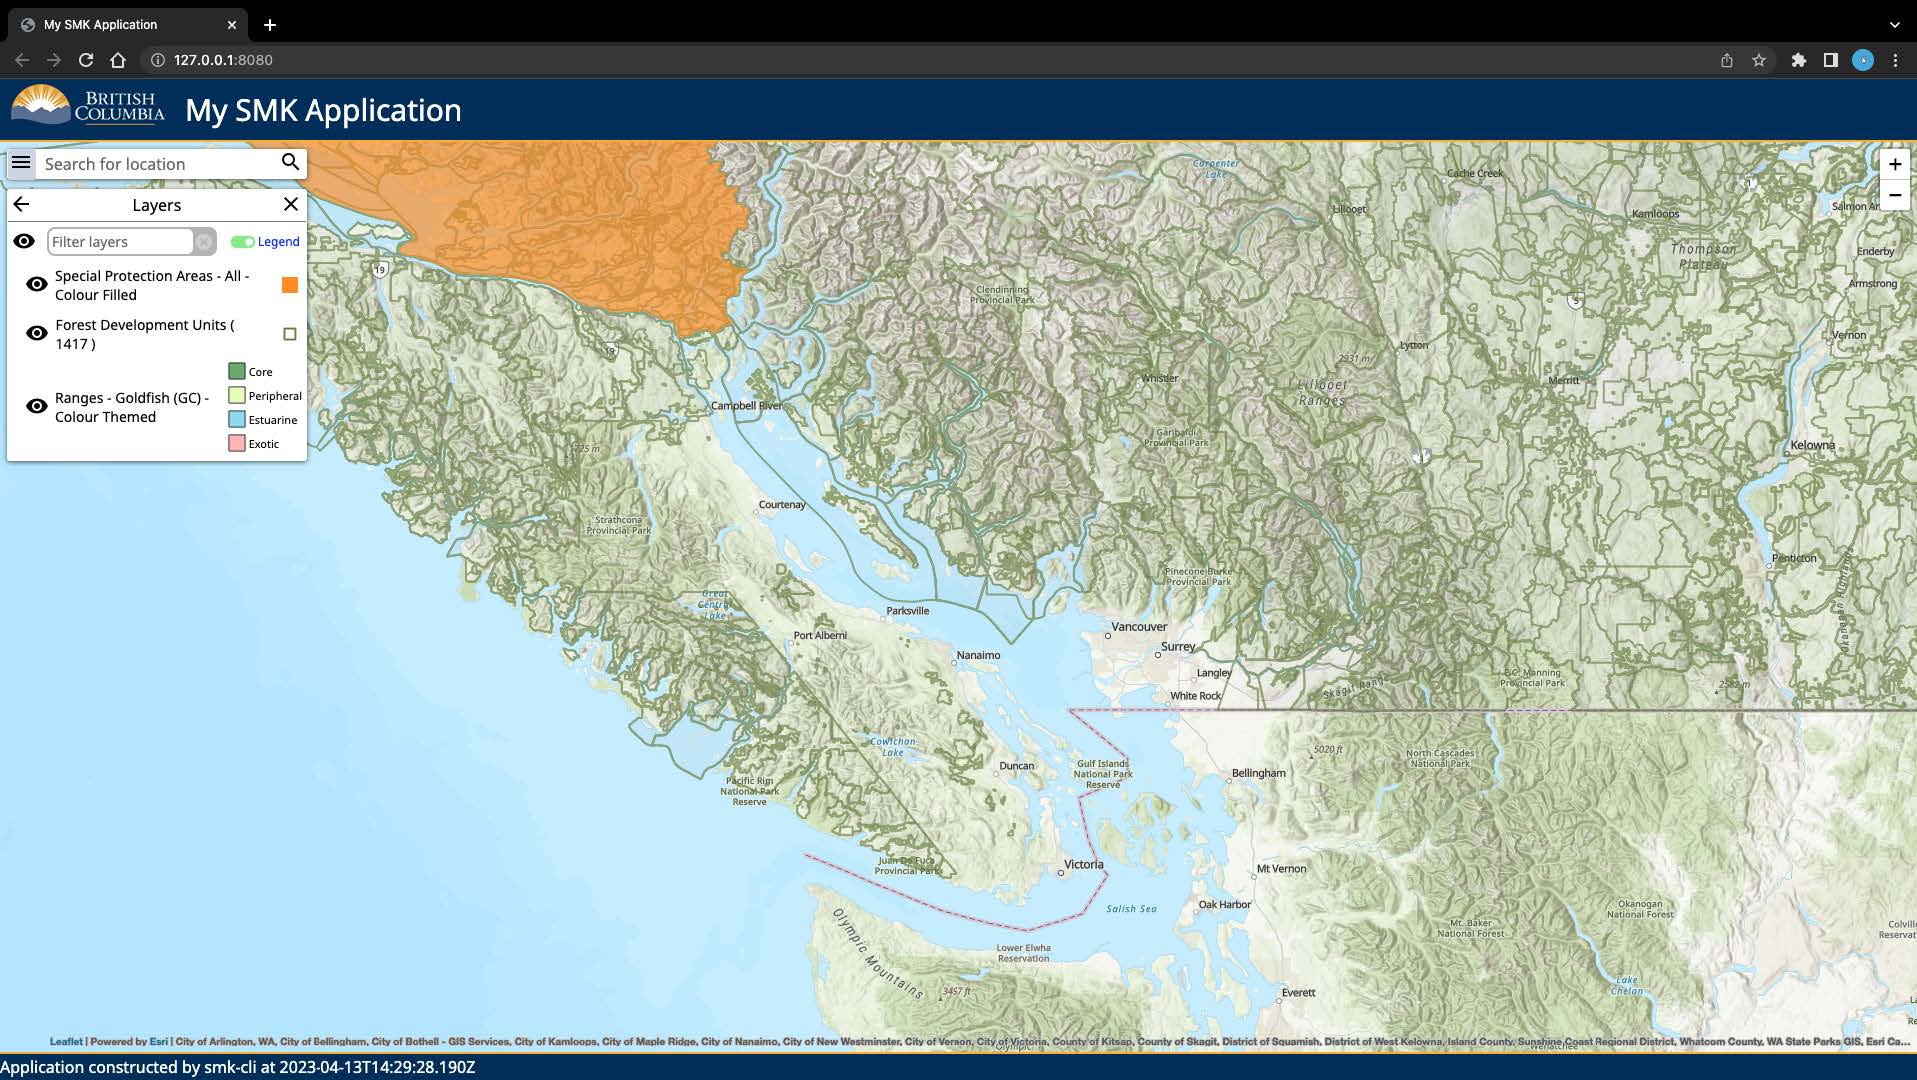 My SMK Application
127.0.0.1:8080
BRITISH
COLUMBIA
My SMK Application
Search for location
Layers
Filter layers
Legend
Special Protection Areas - All -
Colour Filled
Forest Development Units (
1417 )
Ranges - Goldfish (GC) -
Colour Themed
Core
Peripheral
Estuarine
Exotic
+
−
Carpenter
Lake
Cache Creek
1
Lillooet
Kamloops
Salmon Ar
Thompson
Plateau
Enderby
Armstrong
19
Clendinning
Provincial Park
5
19
Vernon
Lytton
2931 m
Whistler
Lillooet
Ranges
Merritt
Campbell River
Garibaldi
Provincial Park
Kelowna
1
Courtenay
Strathcona
Provincial Park
Penticton
Pinecone Burke
Provincial Park
Okanagan Highland
Great
Central
Lake
Parksville
Port Alberni
Vancouver
Surrey
Nanaimo
Langley
White Rock
Skagit Range
E.C. Manning
Provincial Park
2582 m
Cowichan
Lake
5020 ft
North Cascades
National Park
Duncan
Gulf Islands
National Park
Reserve
Bellingham
Pacific Rim
National Park
Reserve
Juan De Fuca
Provincial Park
Victoria
Mt Vernon
Salish Sea
Oak Harbor
Okanogan
National Forest
Mt. Baker
National Forest
Colvill
Reservat
Olympic Mountains
Lower Elwha
Reservation
3457 ft
Everett
Lake
Chelan
Leaflet | Powered by Esri | City of Arlington, WA, City of Bellingham, City of Bothell - GIS Services, City of Kamloops, City of Maple Ridge, City of Nanaimo, City of New Westminster, City of Vernon, City of Victoria, County of Kitsap, County of Skagit, District of Squamish, District of West Kelowna, Island County, Sunshine Coast Regional District, Whatcom County, WA State Parks GIS, Esri Ca...
Application constructed by smk-cli at 2023-04-13T14:29:28.190Z